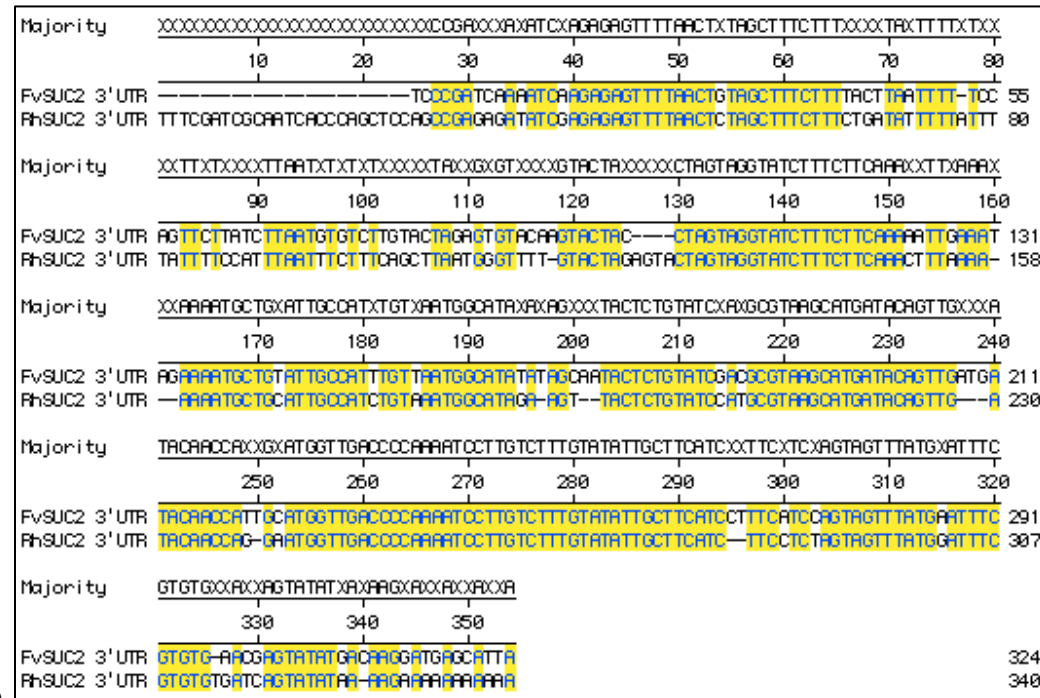 Majority XXXXXXXXXXXXXXXXXXXXXXXXXXCCGAXXXAXATCXAGAGAGTTTTAACTXTAGCTTTCTTTXXXXTAXTTTTXTXX
10 20 30 40 50 60 70 80
FvSUC2 3'UTR ------------------------TCCCGATCAAAATCAAGAGAGTTTTAACTGTAGCTTTCTTTTACTTAATTTT-TCC 55
RhSUC2 3'UTR TTTCGATCGCAATCACCCAGCTCCAGCCGAGAGATATCGAGAGAGTTTTAACTCTAGCTTTCTTTCTGATATTTTTATTT 80
Majority XXTTXTXXXXTTAATXTXTXTXXXXXTAXXGXGTXXXXGTACTAXXXXXCTAGTAGGTATCTTTCTTCAAAXXTTXAAAX
90 100 110 120 130 140 150 160
FvSUC2 3'UTR AGTTCTTATCTTAATGTGTCTTGTACTAGAGTGTACAAGTACTAC----CTAGTAGGTATCTTTCTTCAAAAATTGAAAT 131
RhSUC2 3'UTR TATTTTCCATTTAATTTCTTTCAGCTTAATGGGTTTT-GTACTAGAGTACTAGTAGGTATCTTTCTTCAAACTTTAAAA- 158
Majority XXAAAATGCTGXATTGCCATXTGTXAATGGCATAXAXAGXXXTACTCTGTATCXAXGCGTAAGCATGATACAGTTGXXXA
170 180 190 200 210 220 230 240
FvSUC2 3'UTR AGAAAATGCTGTATTGCCATTTGTTAATGGCATATATAGCAATACTCTGTATCGACGCGTAAGCATGATACAGTTGATGA 211
RhSUC2 3'UTR --AAAATGCTGCATTGCCATCTGTAAATGGCATAGA-AGT--TACTCTGTATCCATGCGTAAGCATGATACAGTTG---A 230
Majority TACAACCAXXGXATGGTTGACCCCAAAATCCTTGTCTTTGTATATTGCTTCATCXXTTCXTCXAGTAGTTTATGXATTTC
250 260 270 280 290 300 310 320
FvSUC2 3'UTR TACAACCATTGCATGGTTGACCCCAAAATCCTTGTCTTTGTATATTGCTTCATCCTTTCATCCAGTAGTTTATGAATTTC 291
RhSUC2 3'UTR TACAACCAG-GAATGGTTGACCCCAAAATCCTTGTCTTTGTATATTGCTTCATC--TTCCTCTAGTAGTTTATGGATTTC 307
Majority GTGTGXXAXXAGTATATXAXAAGXAXXAXXAXXA
330 340 350
FvSUC2 3'UTR GTGTG-AACGAGTATATGACAAGGATGAGCATTA 324
RhSUC2 3'UTR GTGTGTGATCAGTATATAA-AAGAAAAAAAAAAA 340